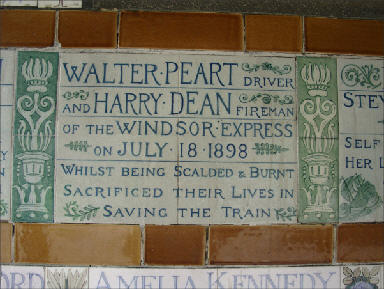 WALTER·PEART DRIVER
AND HARRY·DEAN FIREMAN
OF THE WINDSOR·EXPRESS
ON JULY·18·1898
WHILST BEING SCALDED & BURNT
SACRIFICED THEIR LIVES IN
SAVING THE TRAIN
SELF
HER
AMELIA KENNEDY